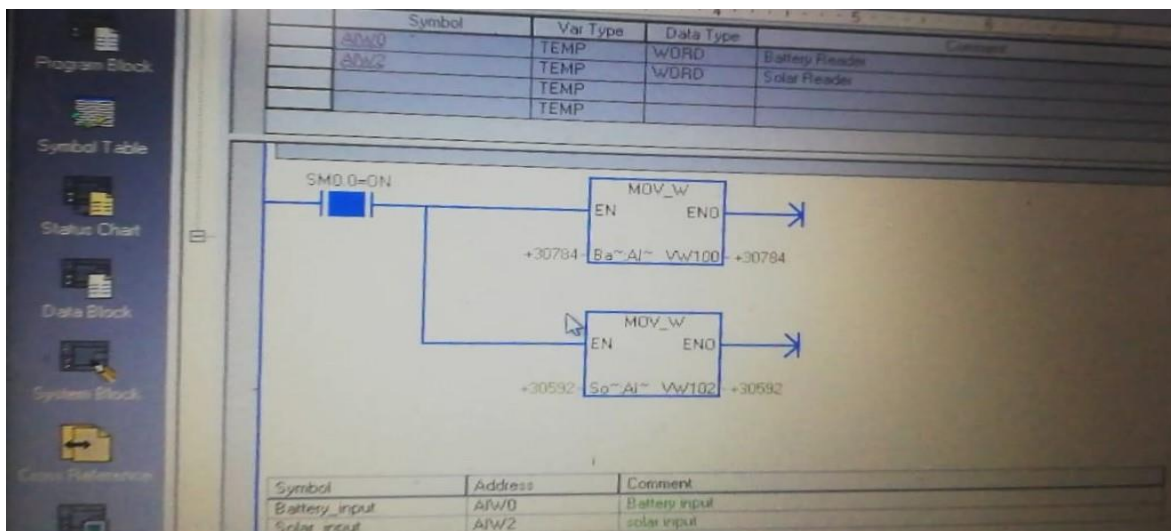 Symbol Var Type Data Type Comment
AIW0 TEMP WORD Battery Reader
AIW2 TEMP WORD Solar Reader
TEMP
TEMP
Program Block
Symbol Table
Status Chart
Data Block
System Block
Cross Reference
SM0.0=ON
MOV_W
EN ENO
+30784 Ba~:AI~ VW100 +30784
MOV_W
EN ENO
+30592 So~:AI~ VW102 +30592
Symbol Address Comment
Battery_input AIW0 Battery input
Solar_input AIW2 solar input